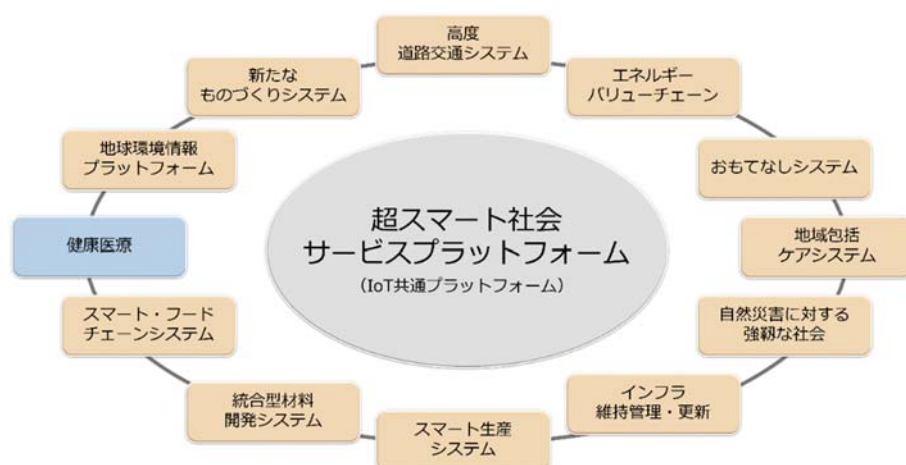 高度
道路交通システム
新たな
ものづくりシステム
エネルギー
バリューチェーン
地球環境情報
プラットフォーム
おもてなしシステム
超スマート社会
サービスプラットフォーム
（IoT共通プラットフォーム）
健康医療
地域包括
ケアシステム
スマート・フード
チェーンシステム
自然災害に対する
強靱な社会
統合型材料
開発システム
インフラ
維持管理・更新
スマート生産
システム